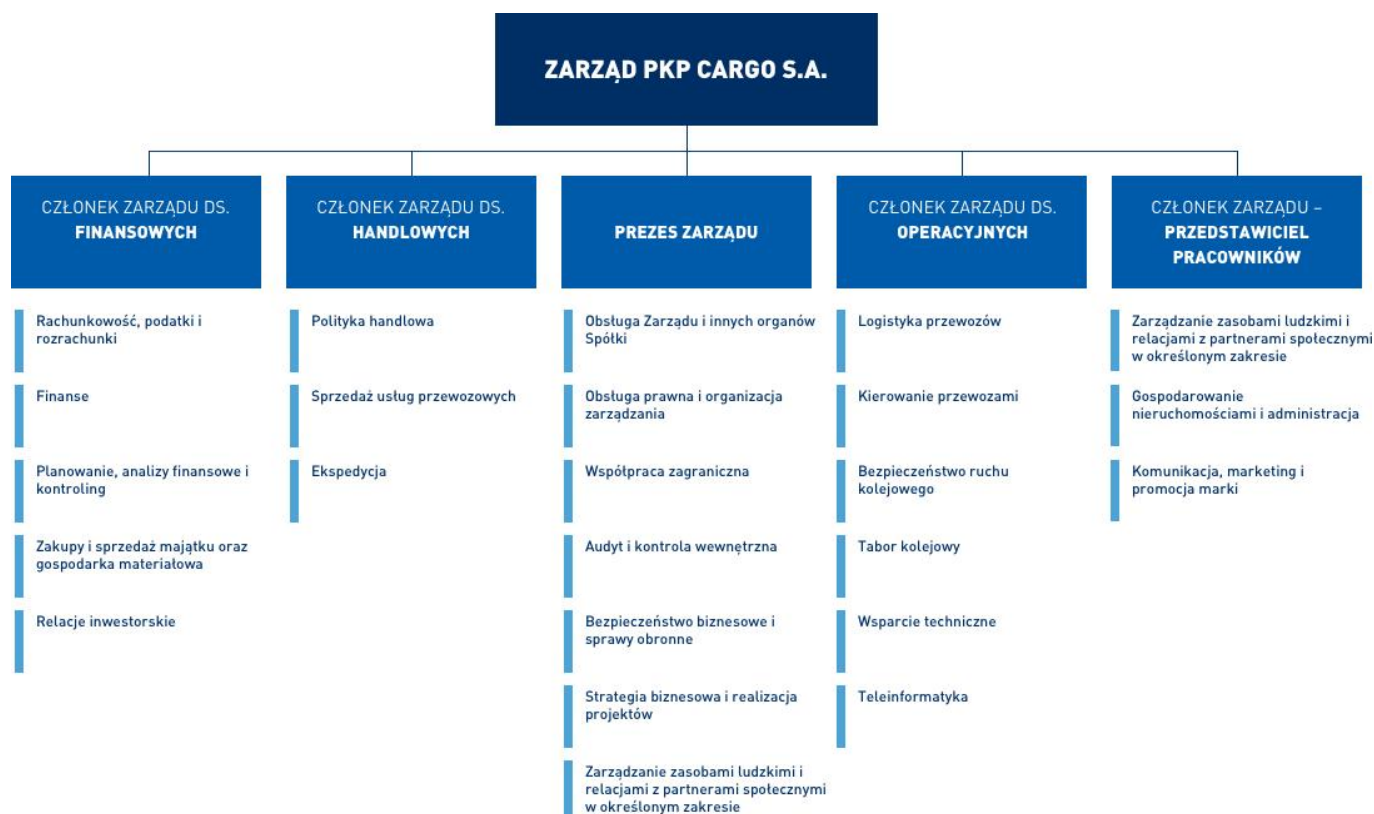 ZARZĄD PKP CARGO S.A.
CZŁONEK ZARZĄDU DS.
FINANSOWYCH
Rachunkowość, podatki i
rozrachunki
Finanse
Planowanie, analizy finansowe i
kontroling
Zakupy i sprzedaż majątku oraz
gospodarka materiałowa
Relacje inwestorskie
CZŁONEK ZARZĄDU DS.
HANDLOWYCH
Polityka handlowa
Sprzedaż usług przewozowych
Ekspedycja
PREZES ZARZĄDU
Obsługa Zarządu i innych organów
Spółki
Obsługa prawna i organizacja
zarządzania
Współpraca zagraniczna
Audyt i kontrola wewnętrzna
Bezpieczeństwo biznesowe i
sprawy obronne
Strategia biznesowa i realizacja
projektów
Zarządzanie zasobami ludzkimi i
relacjami z partnerami społecznymi
w określonym zakresie
CZŁONEK ZARZĄDU DS.
OPERACYJNYCH
Logistyka przewozów
Kierowanie przewozami
Bezpieczeństwo ruchu
kolejowego
Tabor kolejowy
Wsparcie techniczne
Teleinformatyka
CZŁONEK ZARZĄDU –
PRZEDSTAWICIEL
PRACOWNIKÓW
Zarządzanie zasobami ludzkimi i
relacjami z partnerami społecznymi
w określonym zakresie
Gospodarowanie
nieruchomościami i administracja
Komunikacja, marketing i
promocja marki